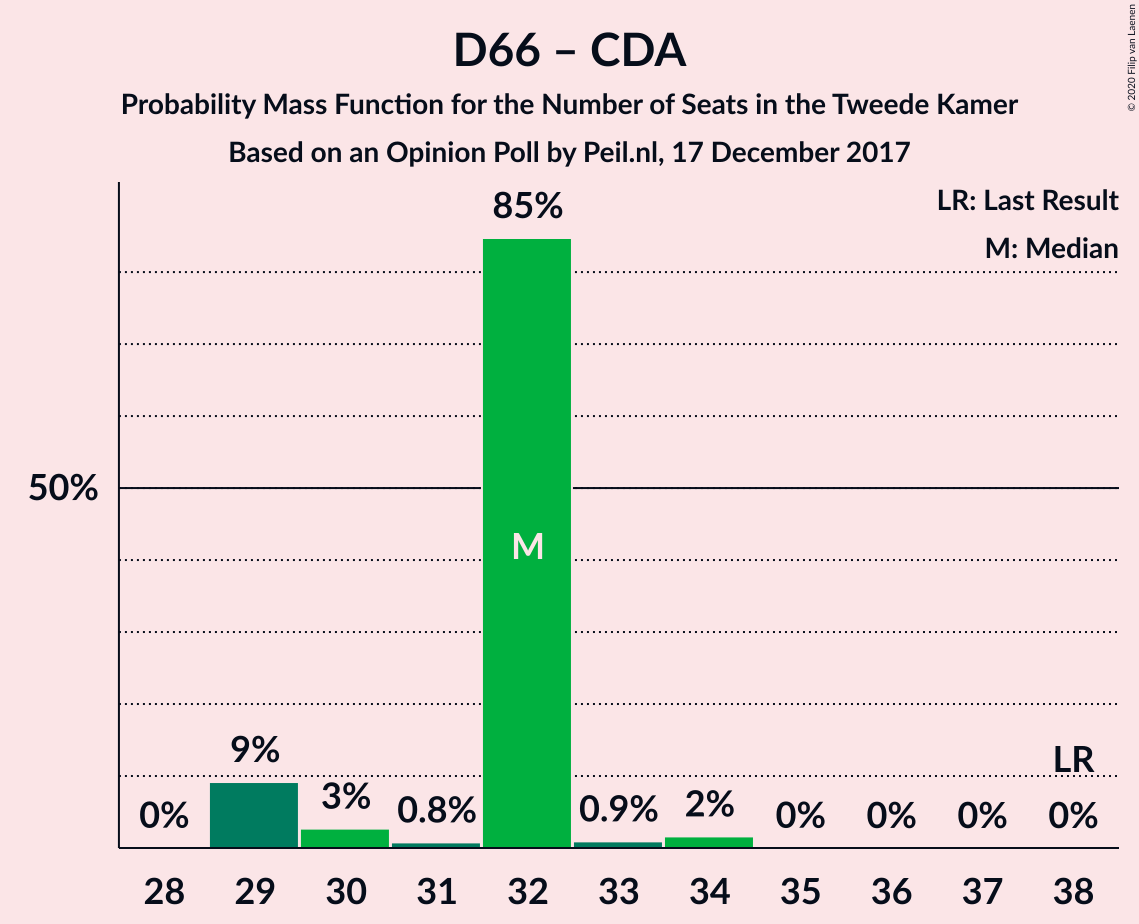 D66 – CDA
Probability Mass Function for the Number of Seats in the Tweede Kamer
Based on an Opinion Poll by Peil.nl, 17 December 2017
© 2020 Filip van Laenen
LR: Last Result
M: Median
85%
50%
M
9%
LR
0%
3%
0.8%
0.9%
2%
0%
0%
0%
0%
28 29 30 31 32 33 34 35 36 37 38